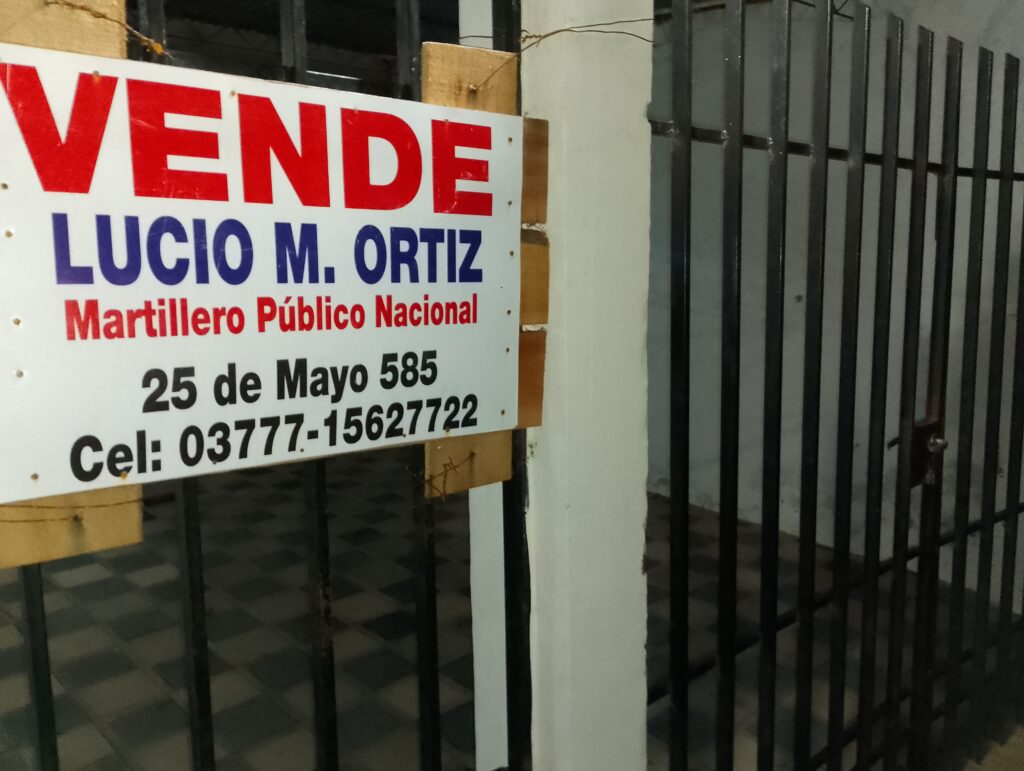 VENDE
LUCIO M. ORTIZ
Martillero Público Nacional
25 de Mayo 585
Cel: 03777-15627722